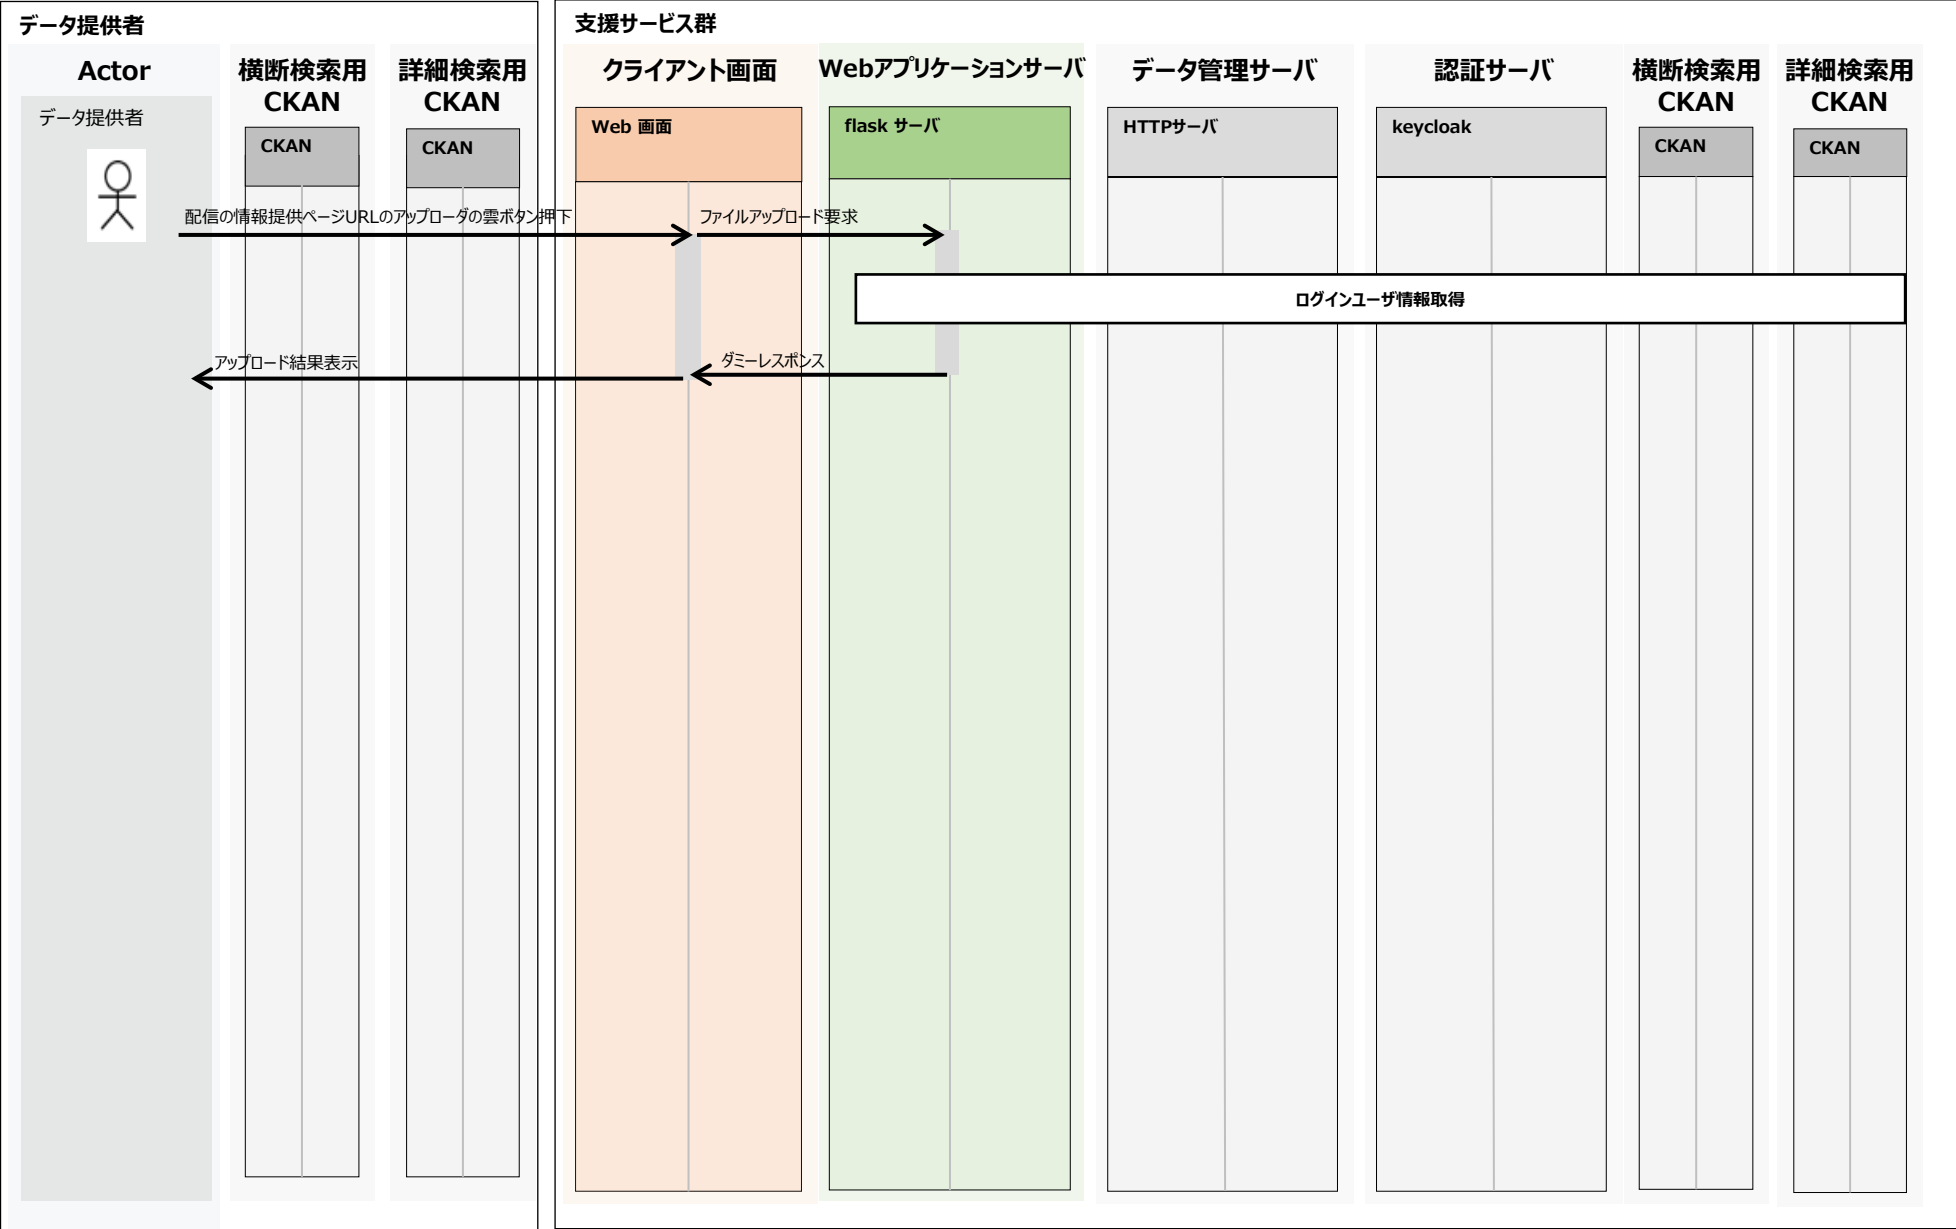 データ提供者
支援サービス群
Actor
横断検索用
CKAN
詳細検索用
CKAN
クライアント画面
Webアプリケーションサーバ
データ管理サーバ
認証サーバ
横断検索用
CKAN
詳細検索用
CKAN
データ提供者
CKAN
CKAN
Web 画面
flask サーバ
HTTPサーバ
keycloak
CKAN
CKAN
配信の情報提供ページURLのアップローダの雲ボタン押下
ファイルアップロード要求
ログインユーザ情報取得
アップロード結果表示
ダミーレスポンス